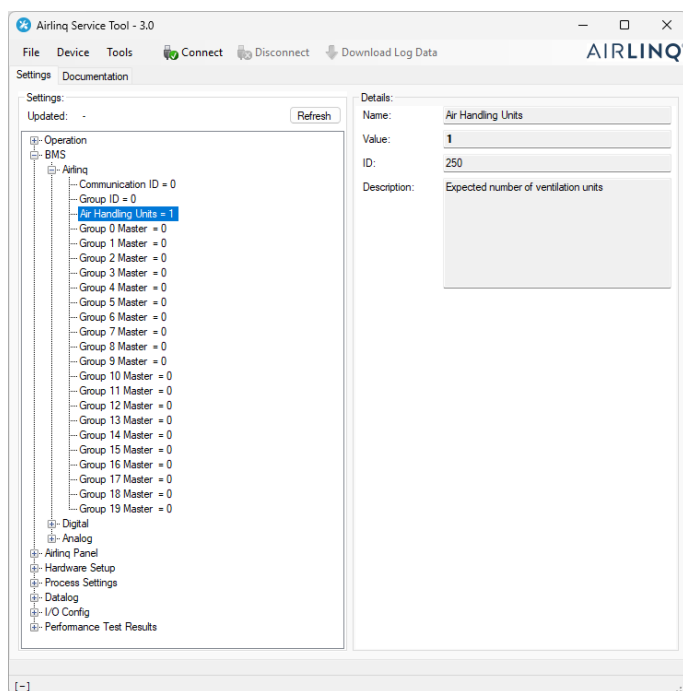 Airlinq Service Tool - 3.0
File Device Tools Connect Disconnect Download Log Data AIRLINQ
Settings Documentation
Settings:
Updated: - Refresh
Operation
BMS
Airlinq
Communication ID = 0
Group ID = 0
Air Handling Units = 1
Group 0 Master = 0
Group 1 Master = 0
Group 2 Master = 0
Group 3 Master = 0
Group 4 Master = 0
Group 5 Master = 0
Group 6 Master = 0
Group 7 Master = 0
Group 8 Master = 0
Group 9 Master = 0
Group 10 Master = 0
Group 11 Master = 0
Group 12 Master = 0
Group 13 Master = 0
Group 14 Master = 0
Group 15 Master = 0
Group 16 Master = 0
Group 17 Master = 0
Group 18 Master = 0
Group 19 Master = 0
Digital
Analog
Airlinq Panel
Hardware Setup
Process Settings
Datalog
I/O Config
Performance Test Results
Details:
Name: Air Handling Units
Value: 1
ID: 250
Description: Expected number of ventilation units
[-]